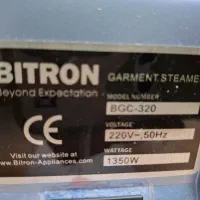 BITRON
GARMENT STEAMER
Beyond Expectation
MODEL NUMBER
BGC-320
VOLTAGE
220V~,50Hz
CE
WATTAGE
1350W
Visit our website at
www.Bitron-Appliances.com